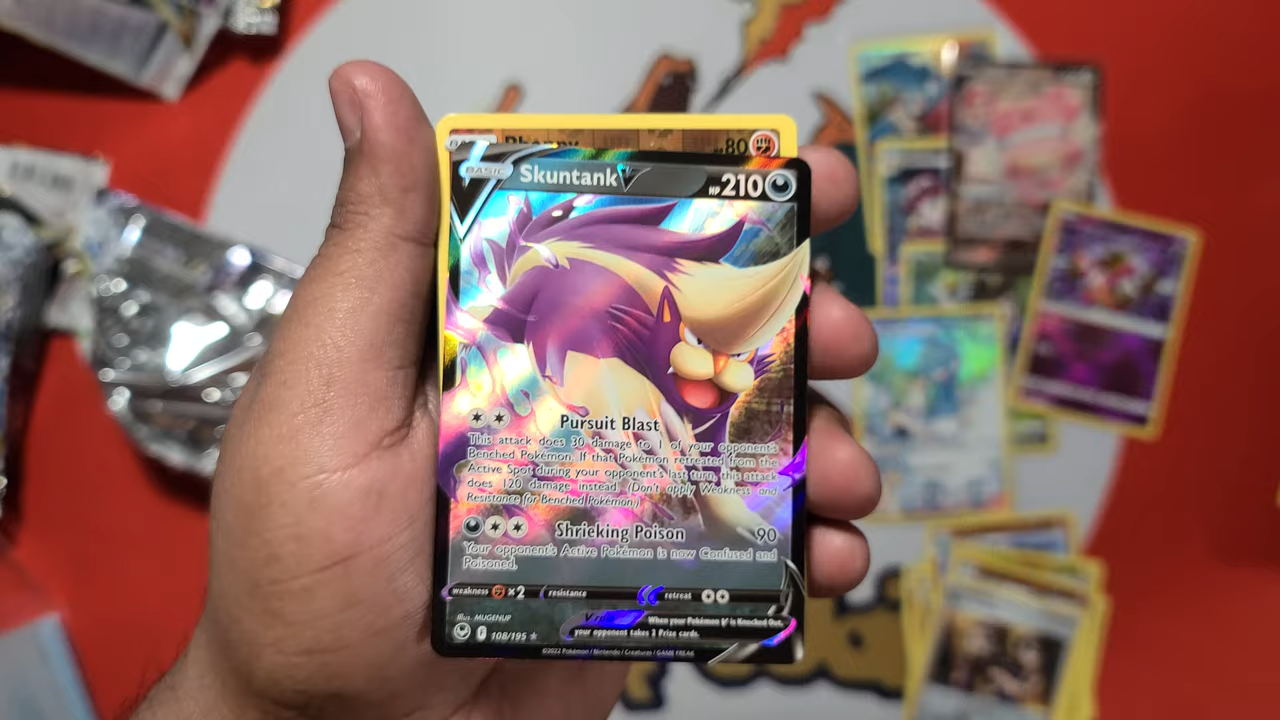 Phanpy
80
BASIC
Skuntank V
HP 210
Pursuit Blast
This attack does 30 damage to 1 of your opponent's
Benched Pokémon. If that Pokémon retreated from the
Active Spot during your opponent's last turn, this attack
does 120 damage instead. (Don't apply Weakness and
Resistance for Benched Pokémon.)
Shrieking Poison 90
Your opponent's Active Pokémon is now Confused and
Poisoned.
weakness ×2 resistance retreat
Illus. MUGENUP
V rule When your Pokémon V is Knocked Out,
your opponent takes 2 Prize cards.
108/195 ★
©2022 Pokémon / Nintendo / Creatures / GAME FREAK